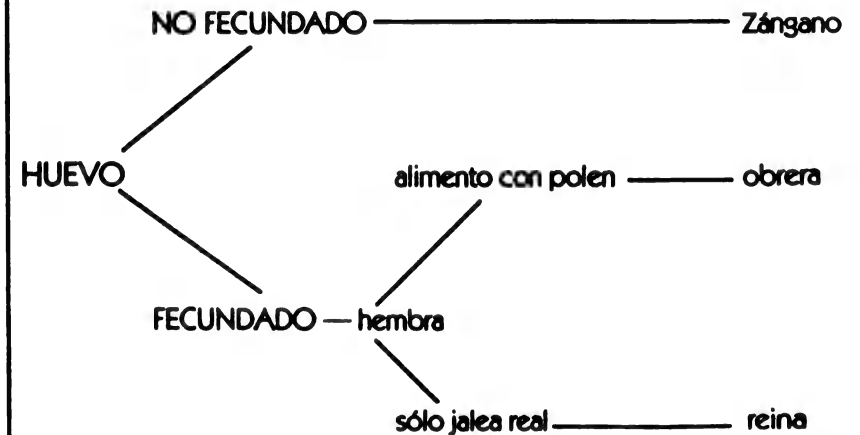 NO FECUNDADO Zángano
HUEVO
alimento con polen obrera
FECUNDADO — hembra
sólo jalea real reina